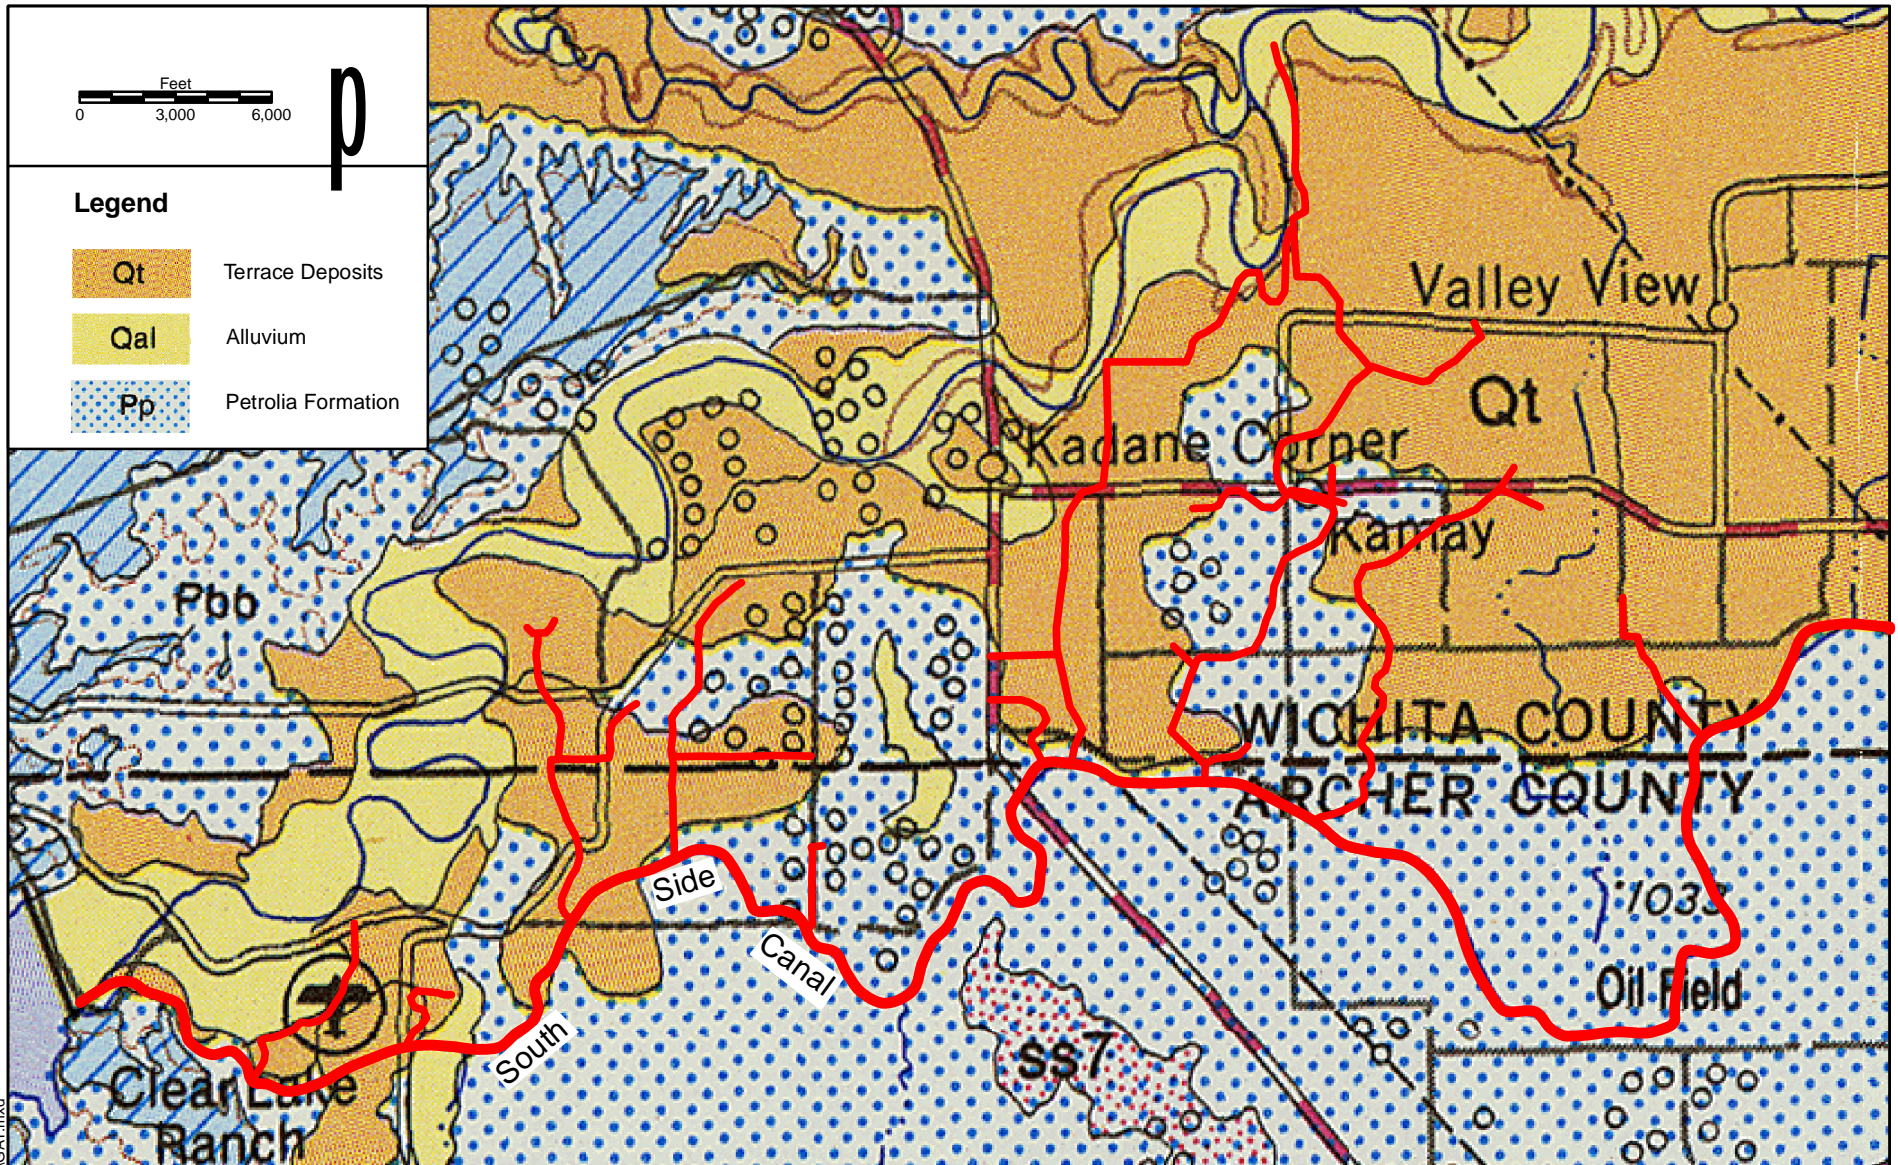 Feet
0 3,000 6,000
p
Legend
Qt Terrace Deposits
Qal Alluvium
Pp Petrolia Formation
Valley View
Qt
Kadane Corner
Kamay
Pbb
WICHITA COUNTY
ARCHER COUNTY
Side
Canal
South
1033
Oil Field
ss7
Clear Lake
Ranch